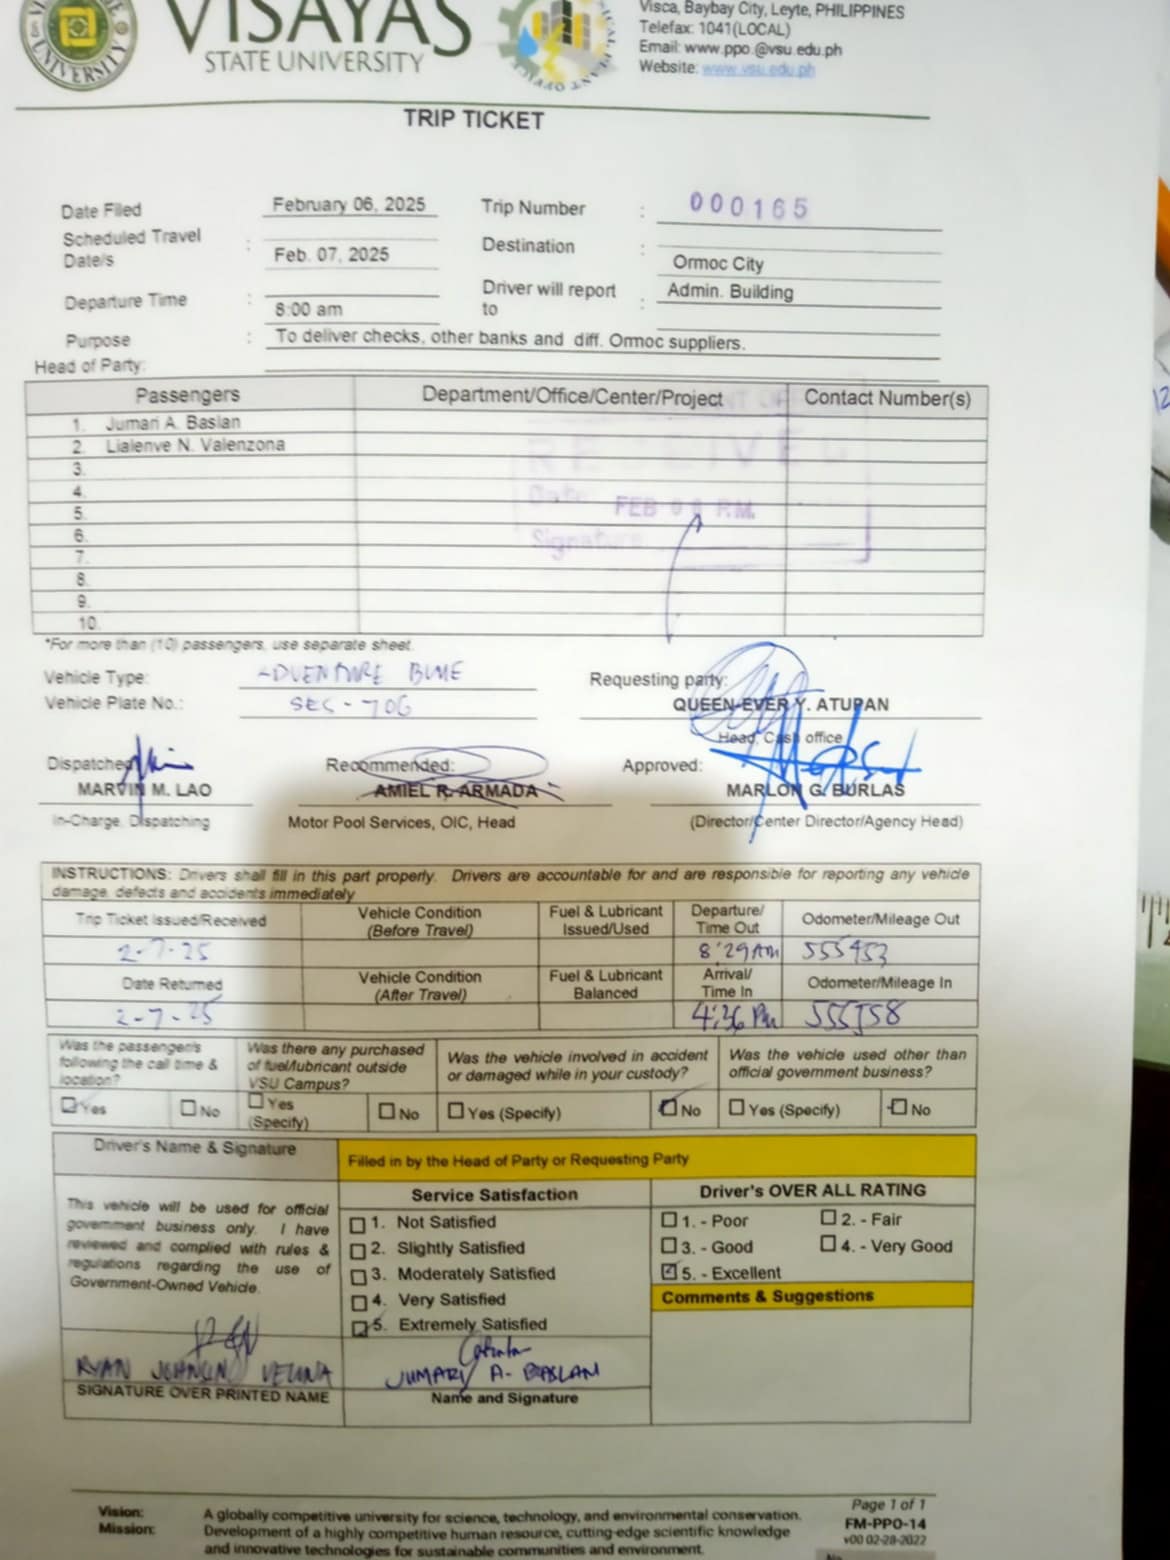 VISAYAS
STATE UNIVERSITY
UNIVERSITY
Visca, Baybay City, Leyte, PHILIPPINES
Telefax: 1041(LOCAL)
Email: www.ppo.@vsu.edu.ph
Website: www.vsu.edu.ph
TRIP TICKET
Date Filed February 06, 2025 Trip Number : 000165
Scheduled Travel Date/s : Feb. 07, 2025 Destination : Ormoc City
Departure Time : 8:00 am Driver will report to : Admin. Building
Purpose : To deliver checks, other banks and diff. Ormoc suppliers.
Head of Party:
Passengers Department/Office/Center/Project Contact Number(s)
1. Jumari A. Baslan
2. Lialenve N. Valenzona
3.
4.
5.
6.
7.
8.
9.
10.
RECEIVED
Date: FEB P.M.
Signature
*For more than (10) passengers, use separate sheet.
Vehicle Type: ADVENTURE BLUE Requesting party:
Vehicle Plate No.: SES-706 QUEEN-EVER Y. ATUPAN
Head, Cash office
Dispatched Recommended: Approved:
MARVIN M. LAO AMIEL R. ARMADA MARLON G. BURLAS
In-Charge, Dispatching Motor Pool Services, OIC, Head (Director/Center Director/Agency Head)
INSTRUCTIONS: Drivers shall fill in this part properly. Drivers are accountable for and are responsible for reporting any vehicle
damage, defects and accidents immediately
Trip Ticket Issued/Received Vehicle Condition (Before Travel) Fuel & Lubricant Issued/Used Departure/ Time Out Odometer/Mileage Out
2-7-25 8:29AM 555453
Date Returned Vehicle Condition (After Travel) Fuel & Lubricant Balanced Arrival/ Time In Odometer/Mileage In
2-7-25 4:36 PM 555558
Was the passengers following the call time & location? Was there any purchased of fuel/lubricant outside VSU Campus? Was the vehicle involved in accident or damaged while in your custody? Was the vehicle used other than official government business?
Yes No Yes (Specify) No Yes (Specify) No Yes (Specify) No
Driver's Name & Signature Filled in by the Head of Party or Requesting Party
This vehicle will be used for official
government business only. I have
reviewed and complied with rules &
regulations regarding the use of
Government-Owned Vehicle.
Service Satisfaction
1. Not Satisfied
2. Slightly Satisfied
3. Moderately Satisfied
4. Very Satisfied
5. Extremely Satisfied
Driver's OVER ALL RATING
1. - Poor 2. - Fair
3. - Good 4. - Very Good
5. - Excellent
Comments & Suggestions
RYAN JOHNSON JUMARI A. BASLAN
SIGNATURE OVER PRINTED NAME Name and Signature
Vision: A globally competitive university for science, technology, and environmental conservation.
Mission: Development of a highly competitive human resource, cutting-edge scientific knowledge
and innovative technologies for sustainable communities and environment.
Page 1 of 1
FM-PPO-14
v00 02-28-2022
No.